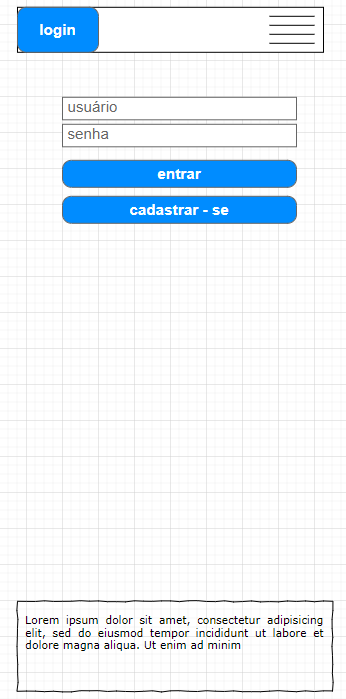 login
usuário
senha
entrar
cadastrar - se
Lorem ipsum dolor sit amet, consectetur adipisicing
elit, sed do eiusmod tempor incididunt ut labore et
dolore magna aliqua. Ut enim ad minim